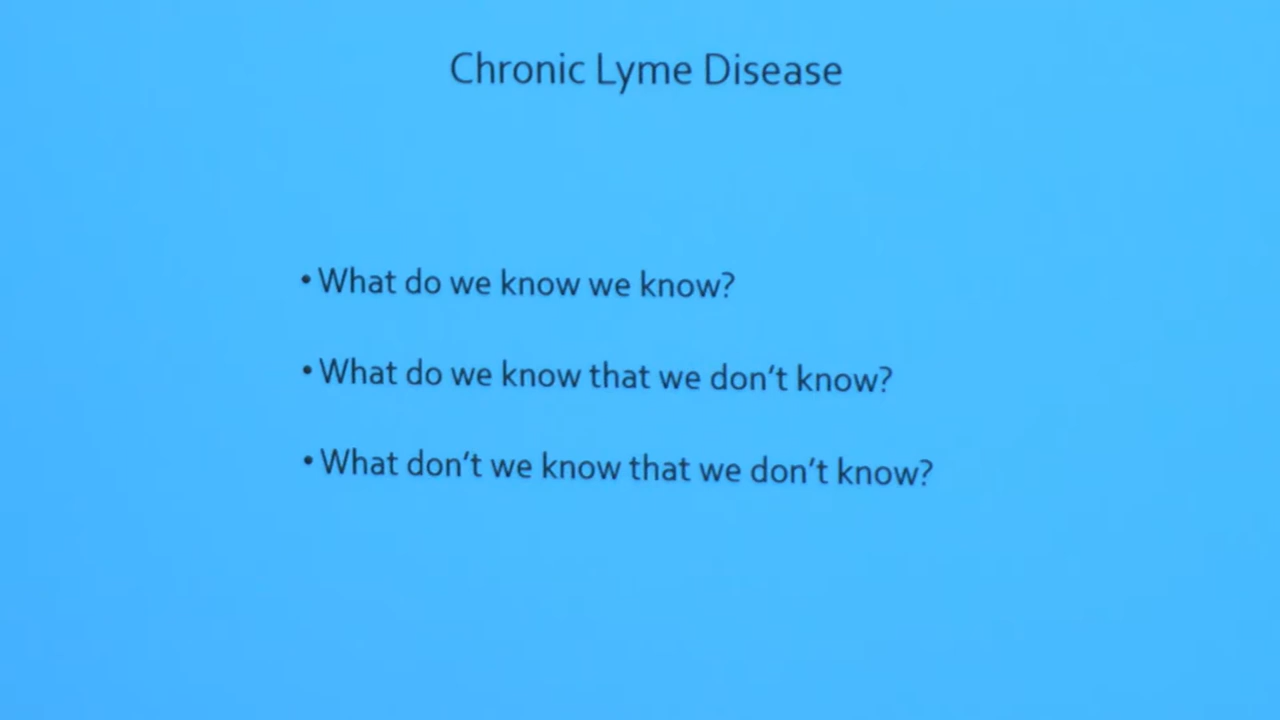 Chronic Lyme Disease
• What do we know we know?
• What do we know that we don't know?
• What don't we know that we don't know?